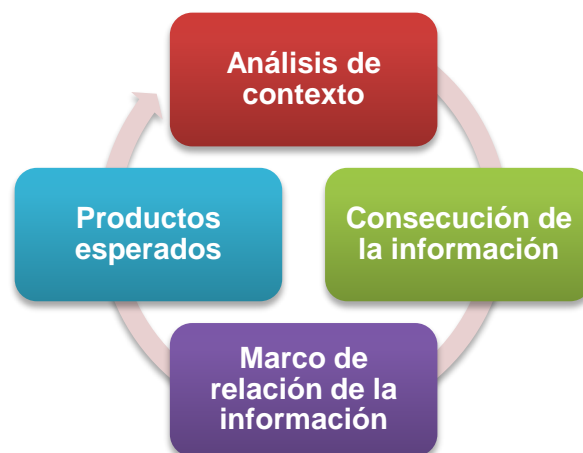 Análisis de
contexto
Consecución de
la información
Marco de
relación de la
información
Productos
esperados